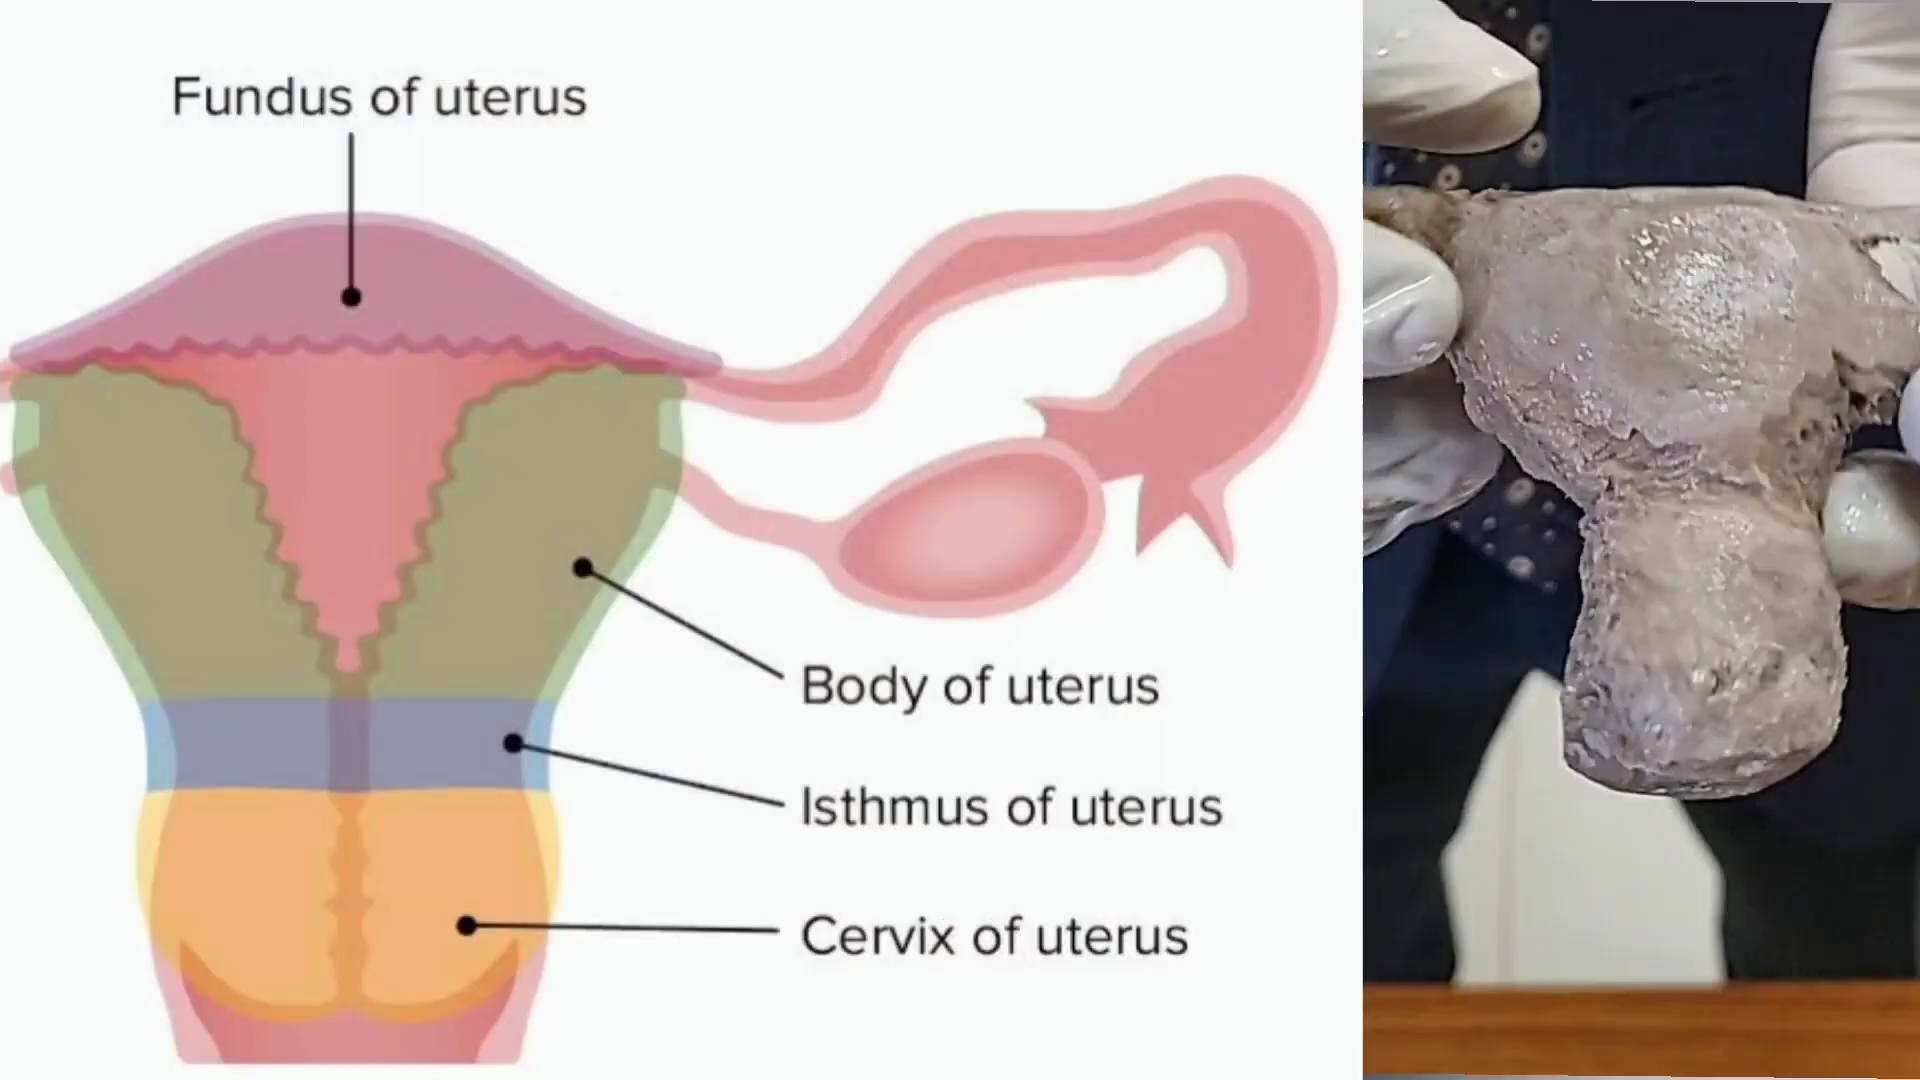 Fundus of uterus
Body of uterus
Isthmus of uterus
Cervix of uterus